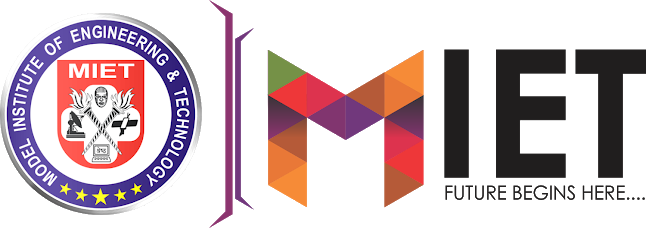 MODEL INSTITUTE OF ENGINEERING & TECHNOLOGY
MIET
MIET
FUTURE BEGINS HERE....